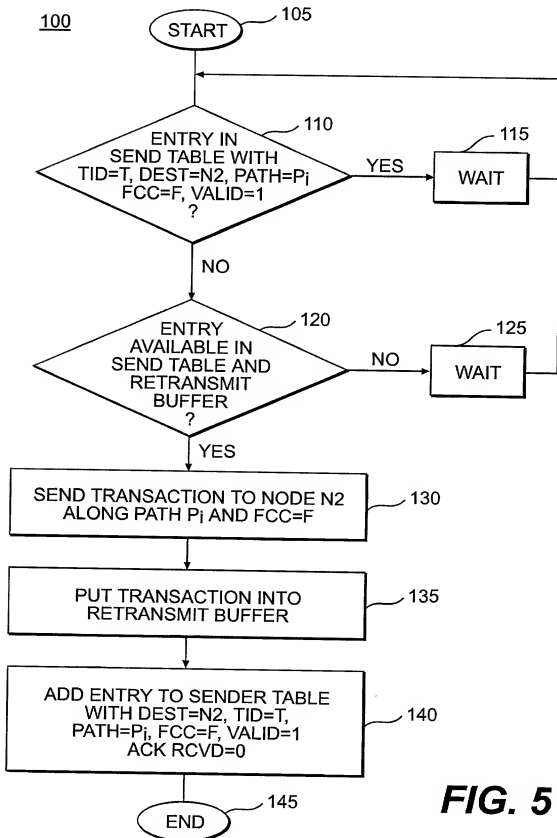 100
START
105
110
ENTRY IN
SEND TABLE WITH
TID=T, DEST=N2, PATH=Pi
FCC=F, VALID=1
?
YES
115
WAIT
NO
120
ENTRY
AVAILABLE IN
SEND TABLE AND
RETRANSMIT
BUFFER
?
NO
125
WAIT
YES
SEND TRANSACTION TO NODE N2
ALONG PATH Pi AND FCC=F
130
PUT TRANSACTION INTO
RETRANSMIT BUFFER
135
ADD ENTRY TO SENDER TABLE
WITH DEST=N2, TID=T,
PATH=Pi, FCC=F, VALID=1
ACK RCVD=0
140
END
145
FIG. 5